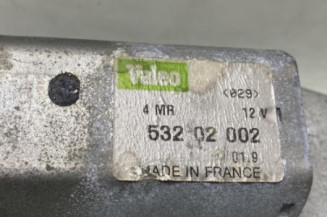 Valeo
<029>
4 MR 12 V
532 02 002
01.9
MADE IN FRANCE